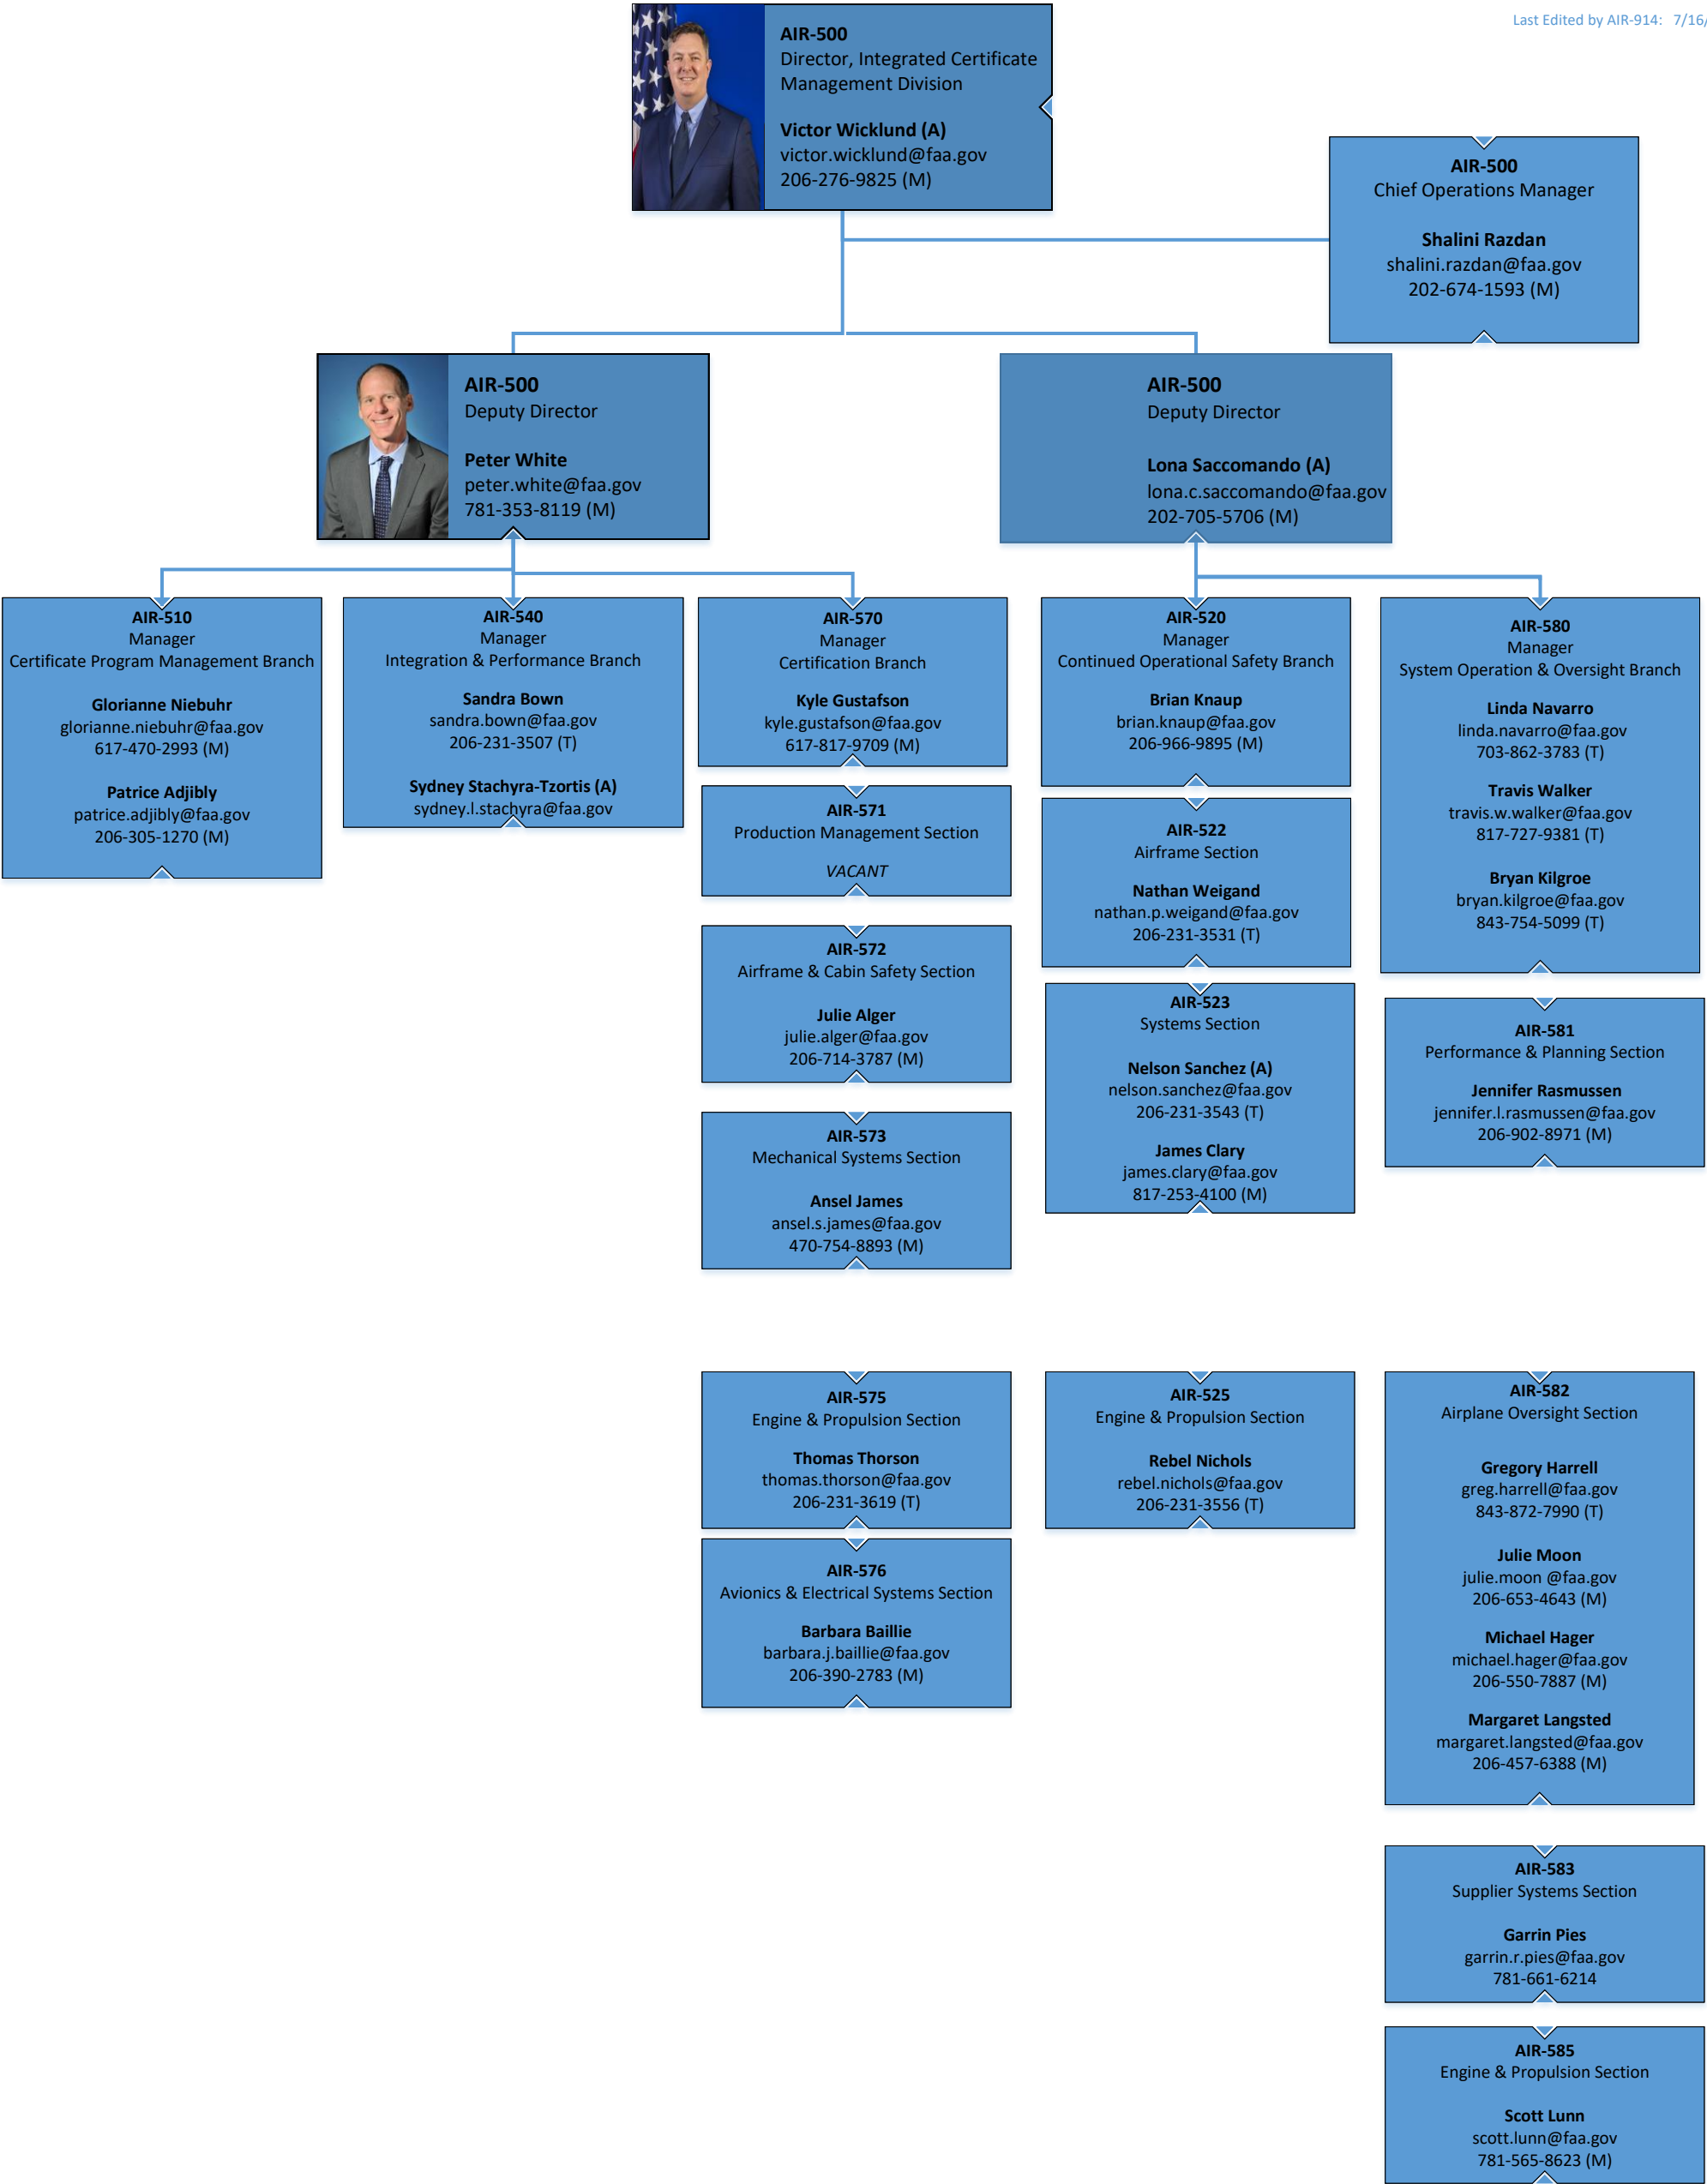 Last Edited by AIR-914: 7/16/
AIR-500
Director, Integrated Certificate
Management Division
Victor Wicklund (A)
victor.wicklund@faa.gov
206-276-9825 (M)
AIR-500
Chief Operations Manager
Shalini Razdan
shalini.razdan@faa.gov
202-674-1593 (M)
AIR-500
Deputy Director
Peter White
peter.white@faa.gov
781-353-8119 (M)
AIR-500
Deputy Director
Lona Saccomando (A)
lona.c.saccomando@faa.gov
202-705-5706 (M)
AIR-510
Manager
Certificate Program Management Branch
Glorianne Niebuhr
glorianne.niebuhr@faa.gov
617-470-2993 (M)
Patrice Adjibly
patrice.adjibly@faa.gov
206-305-1270 (M)
AIR-540
Manager
Integration & Performance Branch
Sandra Bown
sandra.bown@faa.gov
206-231-3507 (T)
Sydney Stachyra-Tzortis (A)
sydney.l.stachyra@faa.gov
AIR-570
Manager
Certification Branch
Kyle Gustafson
kyle.gustafson@faa.gov
617-817-9709 (M)
AIR-571
Production Management Section
VACANT
AIR-572
Airframe & Cabin Safety Section
Julie Alger
julie.alger@faa.gov
206-714-3787 (M)
AIR-573
Mechanical Systems Section
Ansel James
ansel.s.james@faa.gov
470-754-8893 (M)
AIR-575
Engine & Propulsion Section
Thomas Thorson
thomas.thorson@faa.gov
206-231-3619 (T)
AIR-576
Avionics & Electrical Systems Section
Barbara Baillie
barbara.j.baillie@faa.gov
206-390-2783 (M)
AIR-520
Manager
Continued Operational Safety Branch
Brian Knaup
brian.knaup@faa.gov
206-966-9895 (M)
AIR-522
Airframe Section
Nathan Weigand
nathan.p.weigand@faa.gov
206-231-3531 (T)
AIR-523
Systems Section
Nelson Sanchez (A)
nelson.sanchez@faa.gov
206-231-3543 (T)
James Clary
james.clary@faa.gov
817-253-4100 (M)
AIR-525
Engine & Propulsion Section
Rebel Nichols
rebel.nichols@faa.gov
206-231-3556 (T)
AIR-580
Manager
System Operation & Oversight Branch
Linda Navarro
linda.navarro@faa.gov
703-862-3783 (T)
Travis Walker
travis.w.walker@faa.gov
817-727-9381 (T)
Bryan Kilgroe
bryan.kilgroe@faa.gov
843-754-5099 (T)
AIR-581
Performance & Planning Section
Jennifer Rasmussen
jennifer.l.rasmussen@faa.gov
206-902-8971 (M)
AIR-582
Airplane Oversight Section
Gregory Harrell
greg.harrell@faa.gov
843-872-7990 (T)
Julie Moon
julie.moon @faa.gov
206-653-4643 (M)
Michael Hager
michael.hager@faa.gov
206-550-7887 (M)
Margaret Langsted
margaret.langsted@faa.gov
206-457-6388 (M)
AIR-583
Supplier Systems Section
Garrin Pies
garrin.r.pies@faa.gov
781-661-6214
AIR-585
Engine & Propulsion Section
Scott Lunn
scott.lunn@faa.gov
781-565-8623 (M)